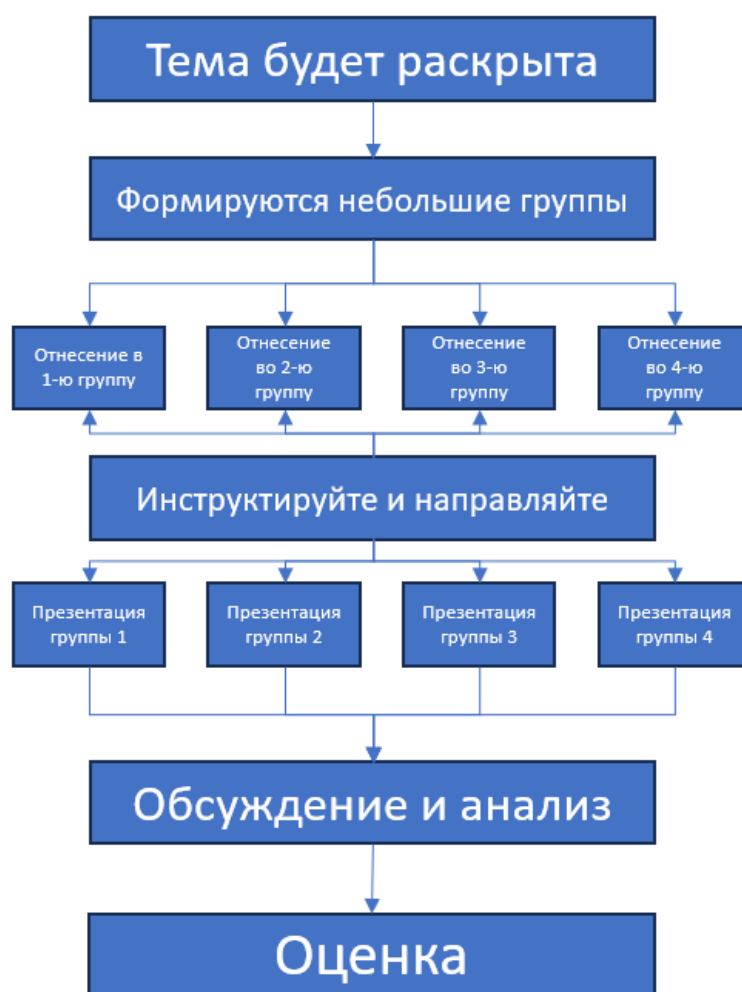 Тема будет раскрыта
Формируются небольшие группы
Отнесение в
1-ю группу
Отнесение
во 2-ю
группу
Отнесение
во 3-ю
группу
Отнесение
во 4-ю
группу
Инструктируйте и направляйте
Презентация
группы 1
Презентация
группы 2
Презентация
группы 3
Презентация
группы 4
Обсуждение и анализ
Оценка